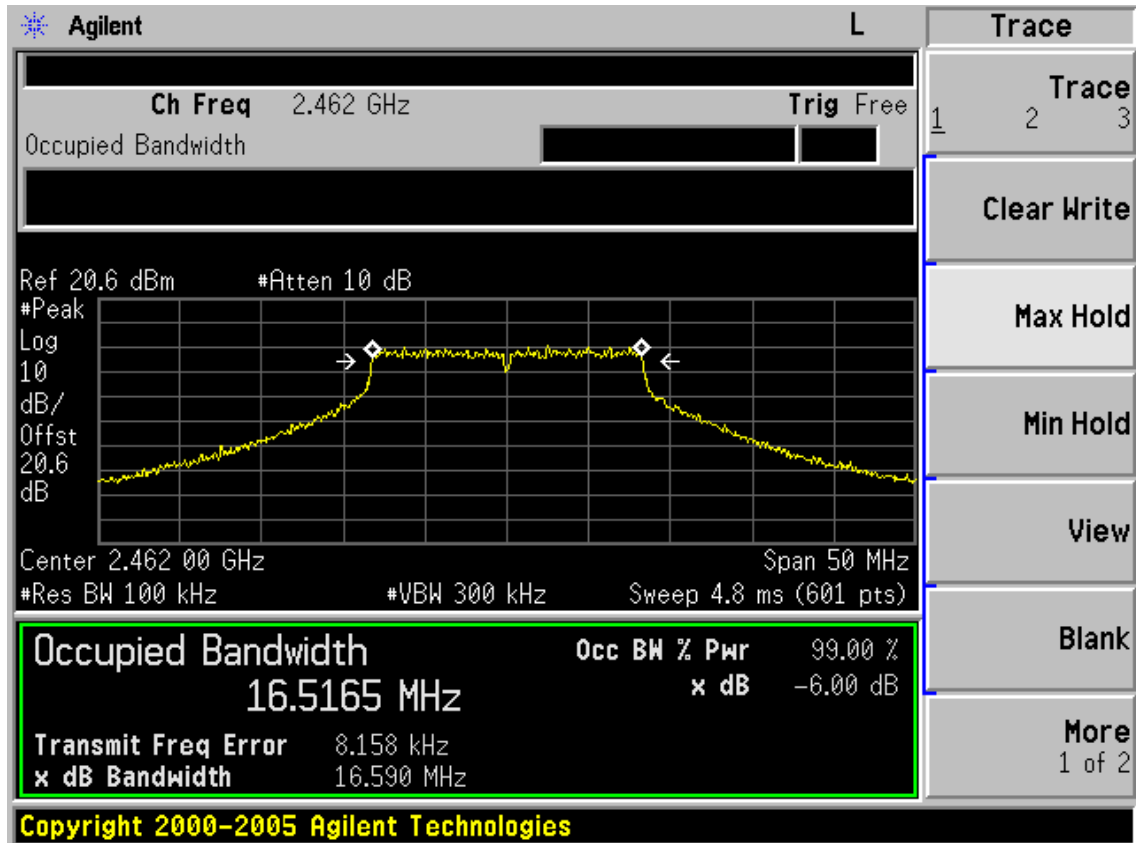 Agilent L
Ch Freq 2.462 GHz Trig Free
Occupied Bandwidth
Ref 20.6 dBm #Atten 10 dB
#Peak
Log
10
dB/
Offst
20.6
dB
Center 2.462 00 GHz Span 50 MHz
#Res BW 100 kHz #VBW 300 kHz Sweep 4.8 ms (601 pts)
Occupied Bandwidth Occ BW % Pwr 99.00 %
16.5165 MHz x dB -6.00 dB
Transmit Freq Error 8.158 kHz
x dB Bandwidth 16.590 MHz
Copyright 2000-2005 Agilent Technologies
Trace
Trace
1 2 3
Clear Write
Max Hold
Min Hold
View
Blank
More
1 of 2